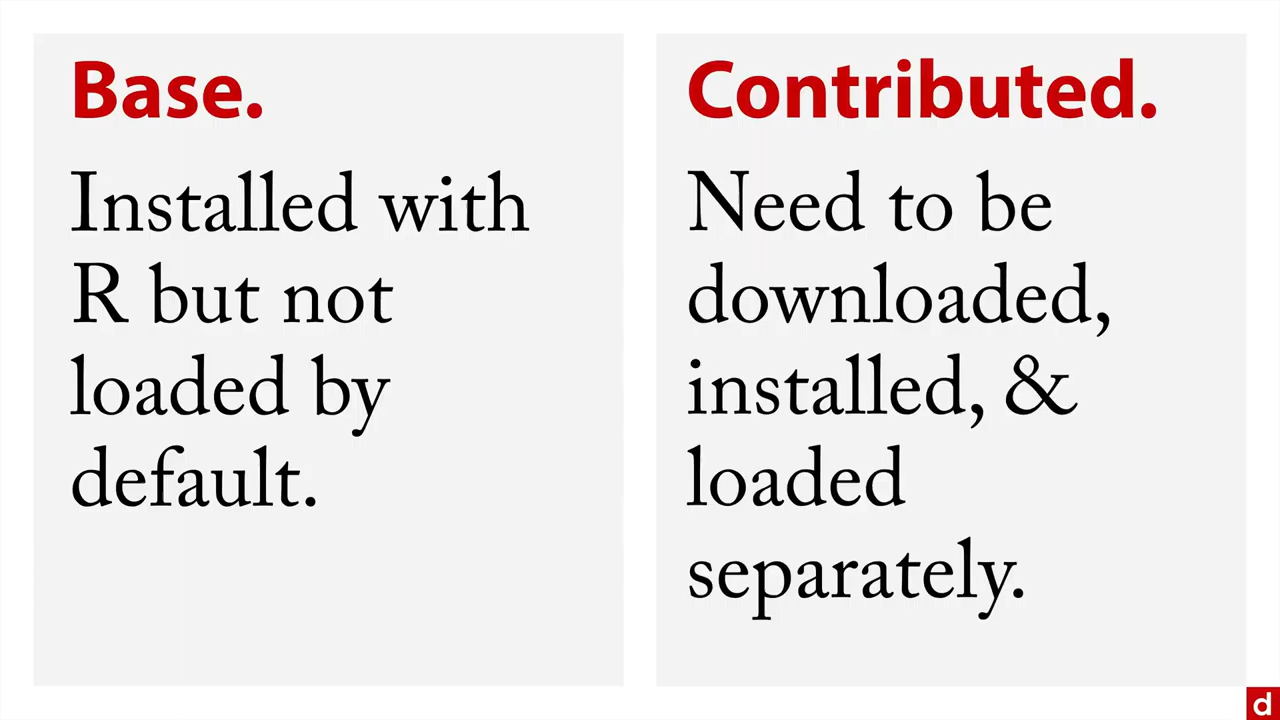 Base.
Installed with
R but not
loaded by
default.
Contributed.
Need to be
downloaded,
installed, &
loaded
separately.
d